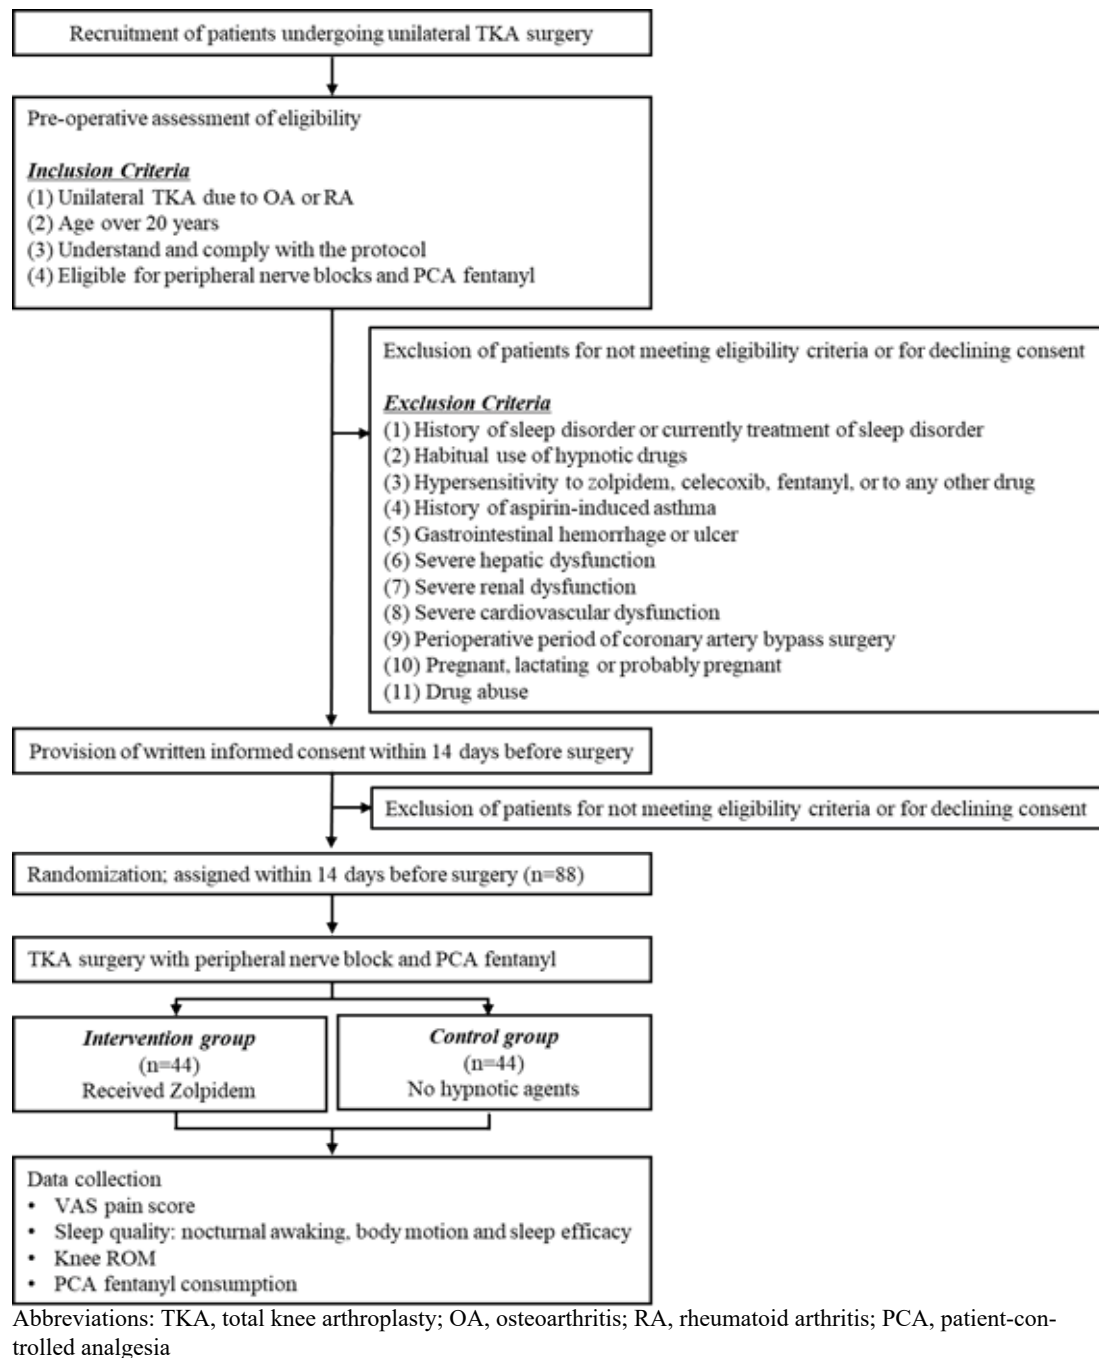 Recruitment of patients undergoing unilateral TKA surgery
Pre-operative assessment of eligibility
Inclusion Criteria
(1) Unilateral TKA due to OA or RA
(2) Age over 20 years
(3) Understand and comply with the protocol
(4) Eligible for peripheral nerve blocks and PCA fentanyl
Exclusion of patients for not meeting eligibility criteria or for declining consent
Exclusion Criteria
(1) History of sleep disorder or currently treatment of sleep disorder
(2) Habitual use of hypnotic drugs
(3) Hypersensitivity to zolpidem, celecoxib, fentanyl, or to any other drug
(4) History of aspirin-induced asthma
(5) Gastrointestinal hemorrhage or ulcer
(6) Severe hepatic dysfunction
(7) Severe renal dysfunction
(8) Severe cardiovascular dysfunction
(9) Perioperative period of coronary artery bypass surgery
(10) Pregnant, lactating or probably pregnant
(11) Drug abuse
Provision of written informed consent within 14 days before surgery
Exclusion of patients for not meeting eligibility criteria or for declining consent
Randomization; assigned within 14 days before surgery (n=88)
TKA surgery with peripheral nerve block and PCA fentanyl
Intervention group
(n=44)
Received Zolpidem
Control group
(n=44)
No hypnotic agents
Data collection
• VAS pain score
• Sleep quality: nocturnal awaking, body motion and sleep efficacy
• Knee ROM
• PCA fentanyl consumption
Abbreviations: TKA, total knee arthroplasty; OA, osteoarthritis; RA, rheumatoid arthritis; PCA, patient-con-
trolled analgesia